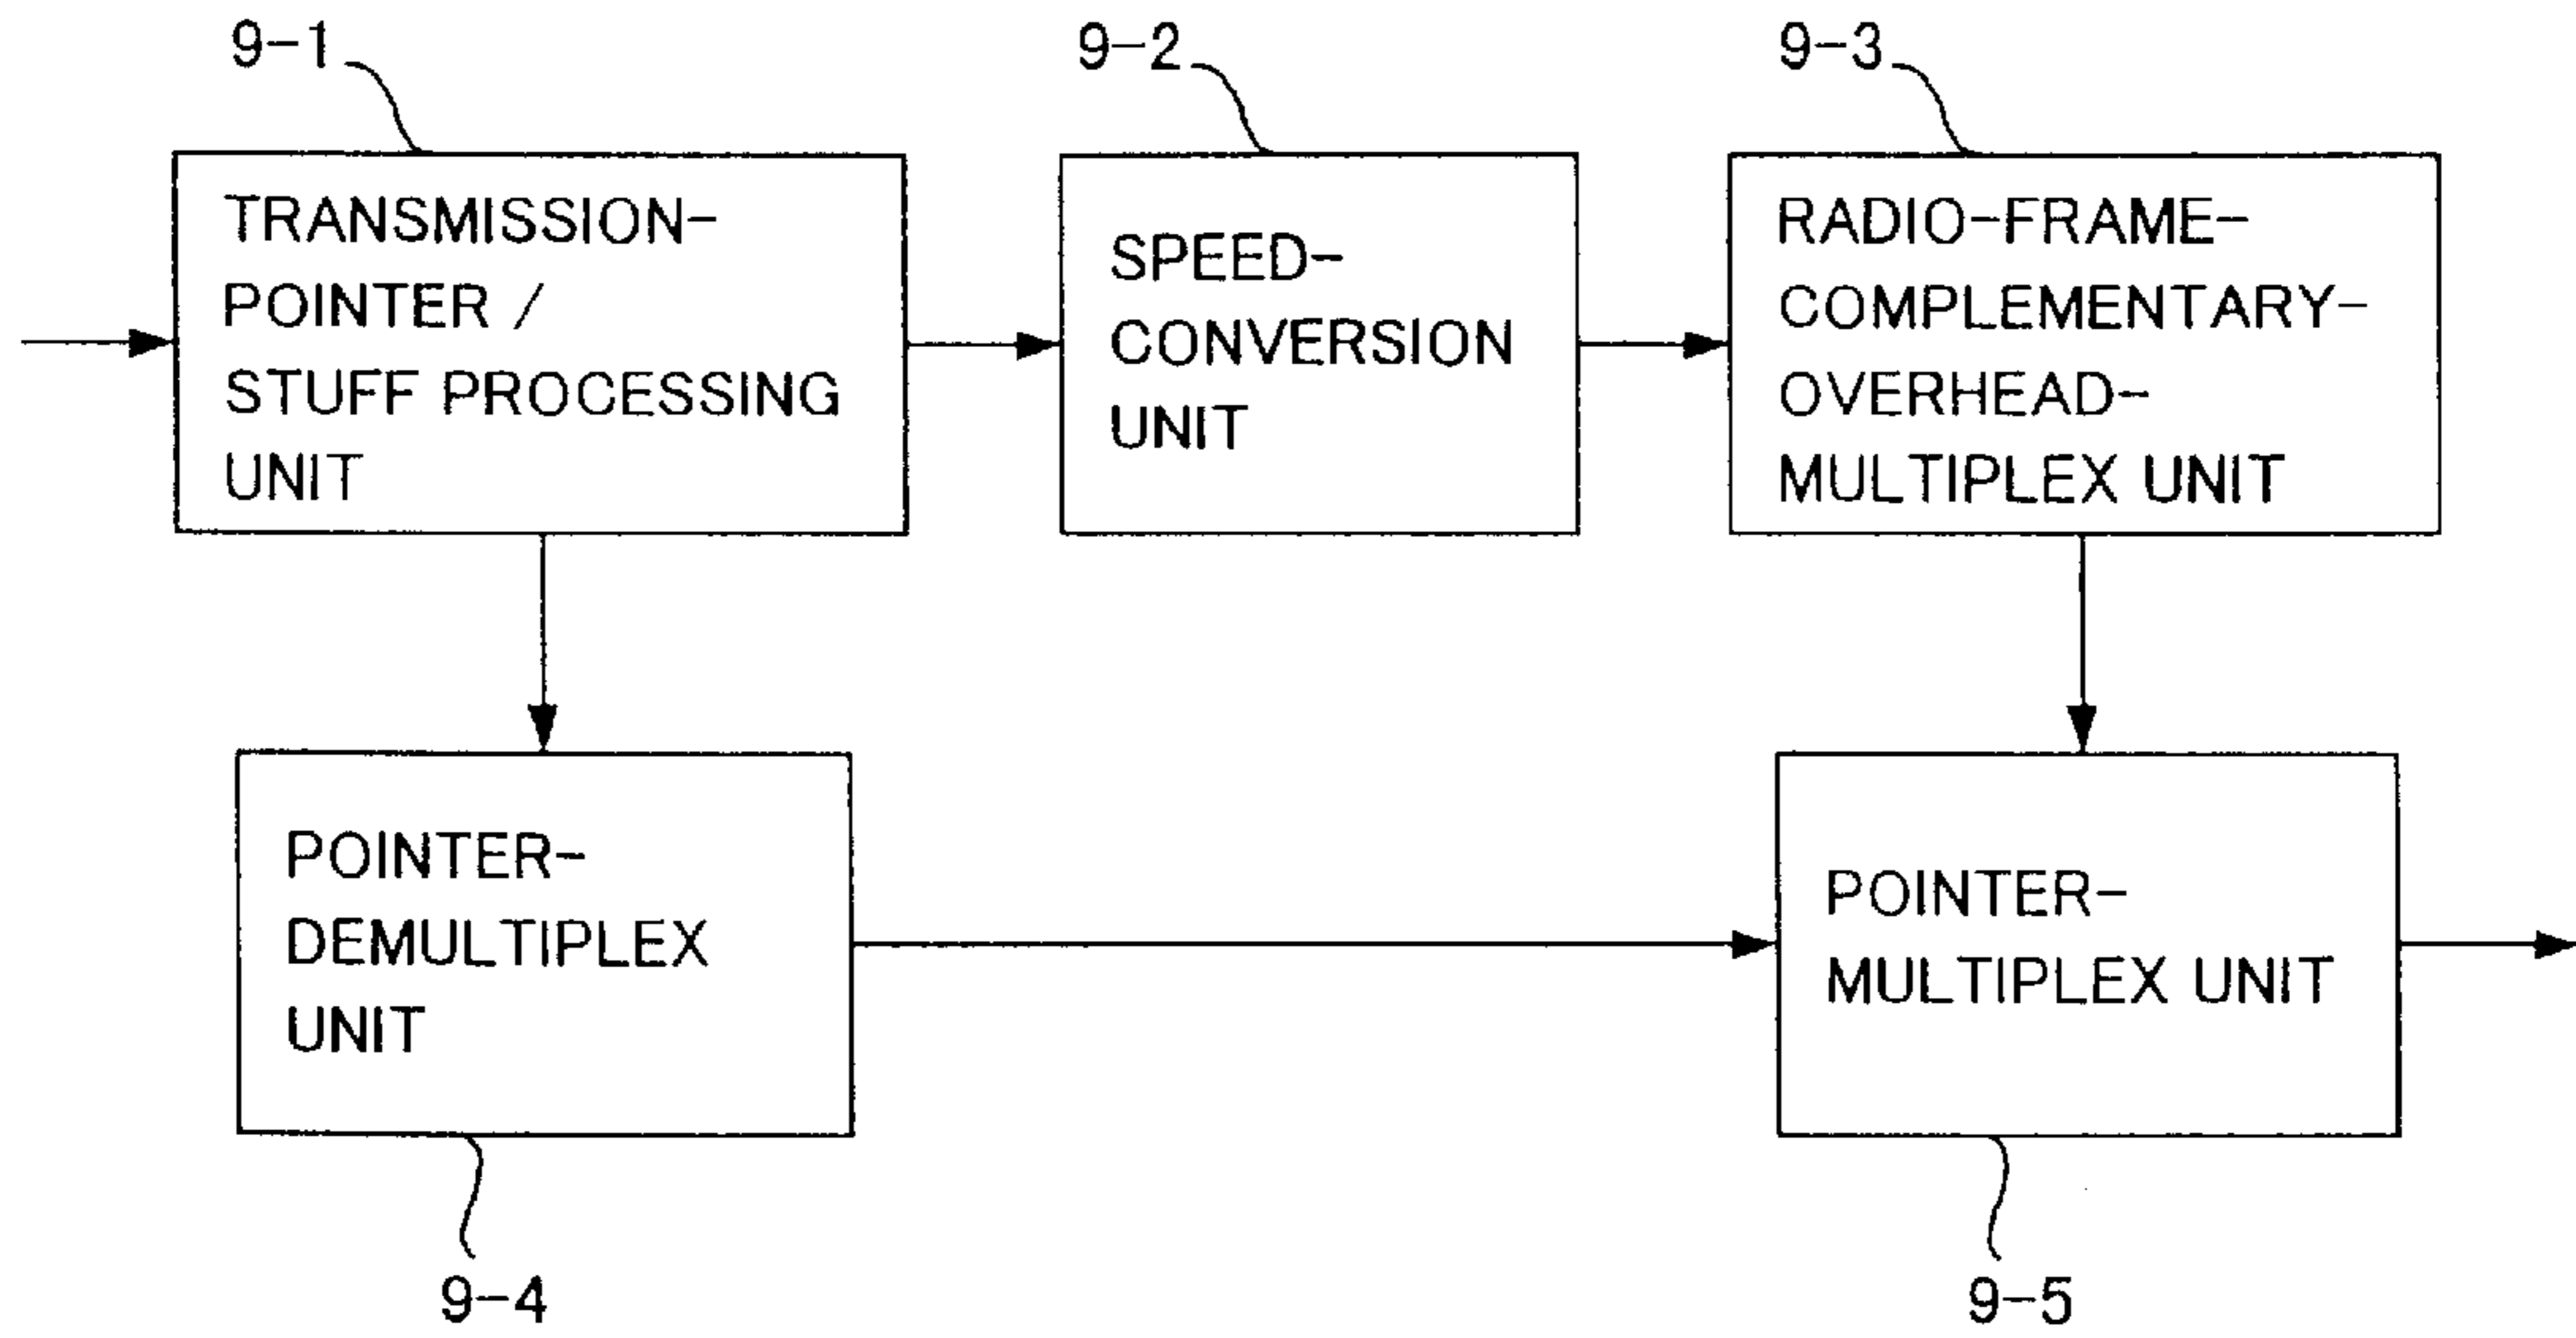 9-1
9-2
9-3
TRANSMISSION-
POINTER /
STUFF PROCESSING
UNIT
SPEED-
CONVERSION
UNIT
RADIO-FRAME-
COMPLEMENTARY-
OVERHEAD-
MULTIPLEX UNIT
POINTER-
DEMULTIPLEX
UNIT
POINTER-
MULTIPLEX UNIT
9-4
9-5